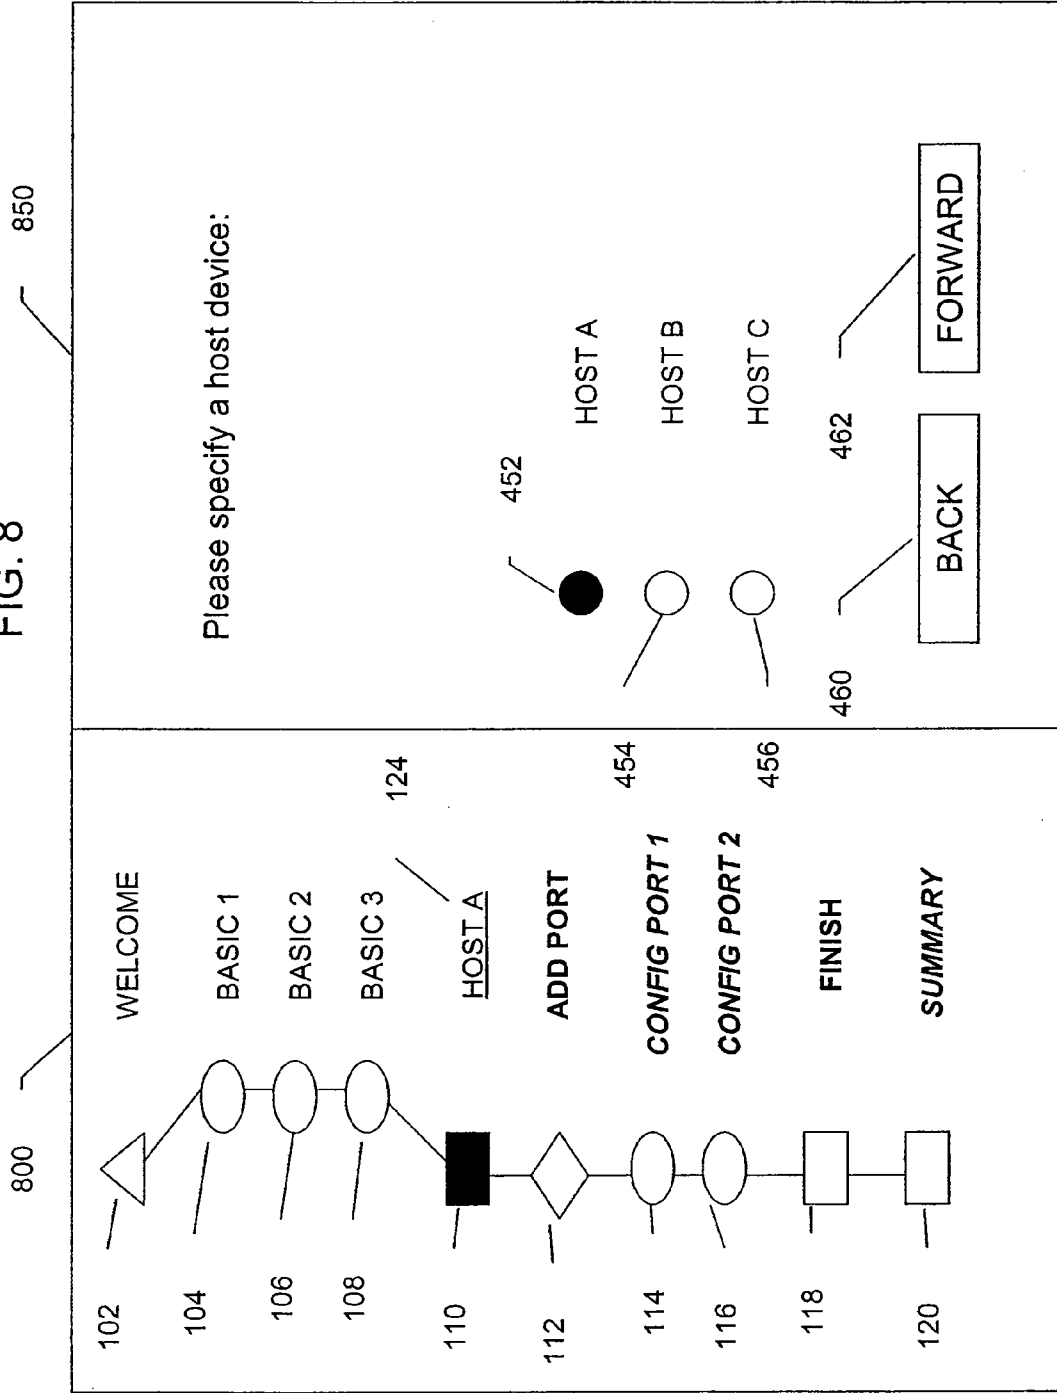 FIG. 8
800
850
102
WELCOME
104
BASIC 1
106
BASIC 2
108
BASIC 3
124
110
HOST A
112
ADD PORT
114
CONFIG PORT 1
116
CONFIG PORT 2
118
FINISH
120
SUMMARY
Please specify a host device:
452
HOST A
454
HOST B
456
HOST C
460
462
BACK
FORWARD